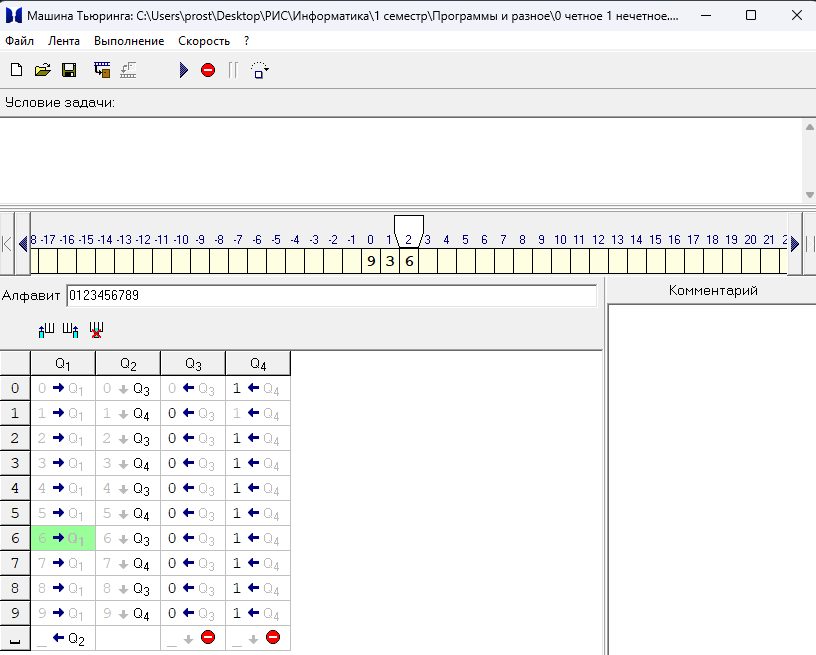 Машина Тьюринга: C:\Users\prost\Desktop\РИС\Информатика\1 семестр\Программы и разное\0 четное 1 нечетное....
Файл Лента Выполнение Скорость ?
Условие задачи:
8 -17 -16 -15 -14 -13 -12 -11 -10 -9 -8 -7 -6 -5 -4 -3 -2 -1 0 1 2 3 4 5 6 7 8 9 10 11 12 13 14 15 16 17 18 19 20 21 2
9 3 6
Алфавит 0123456789
Комментарий
Q1 Q2 Q3 Q4
0 0 → Q1 0 ↓ Q3 0 ← Q3 1 ← Q4
1 1 → Q1 1 ↓ Q4 0 ← Q3 1 ← Q4
2 2 → Q1 2 ↓ Q3 0 ← Q3 1 ← Q4
3 3 → Q1 3 ↓ Q4 0 ← Q3 1 ← Q4
4 4 → Q1 4 ↓ Q3 0 ← Q3 1 ← Q4
5 5 → Q1 5 ↓ Q4 0 ← Q3 1 ← Q4
6 6 → Q1 6 ↓ Q3 0 ← Q3 1 ← Q4
7 7 → Q1 7 ↓ Q4 0 ← Q3 1 ← Q4
8 8 → Q1 8 ↓ Q3 0 ← Q3 1 ← Q4
9 9 → Q1 9 ↓ Q4 0 ← Q3 1 ← Q4
_ _ ← Q2 _ ↓ _ ↓